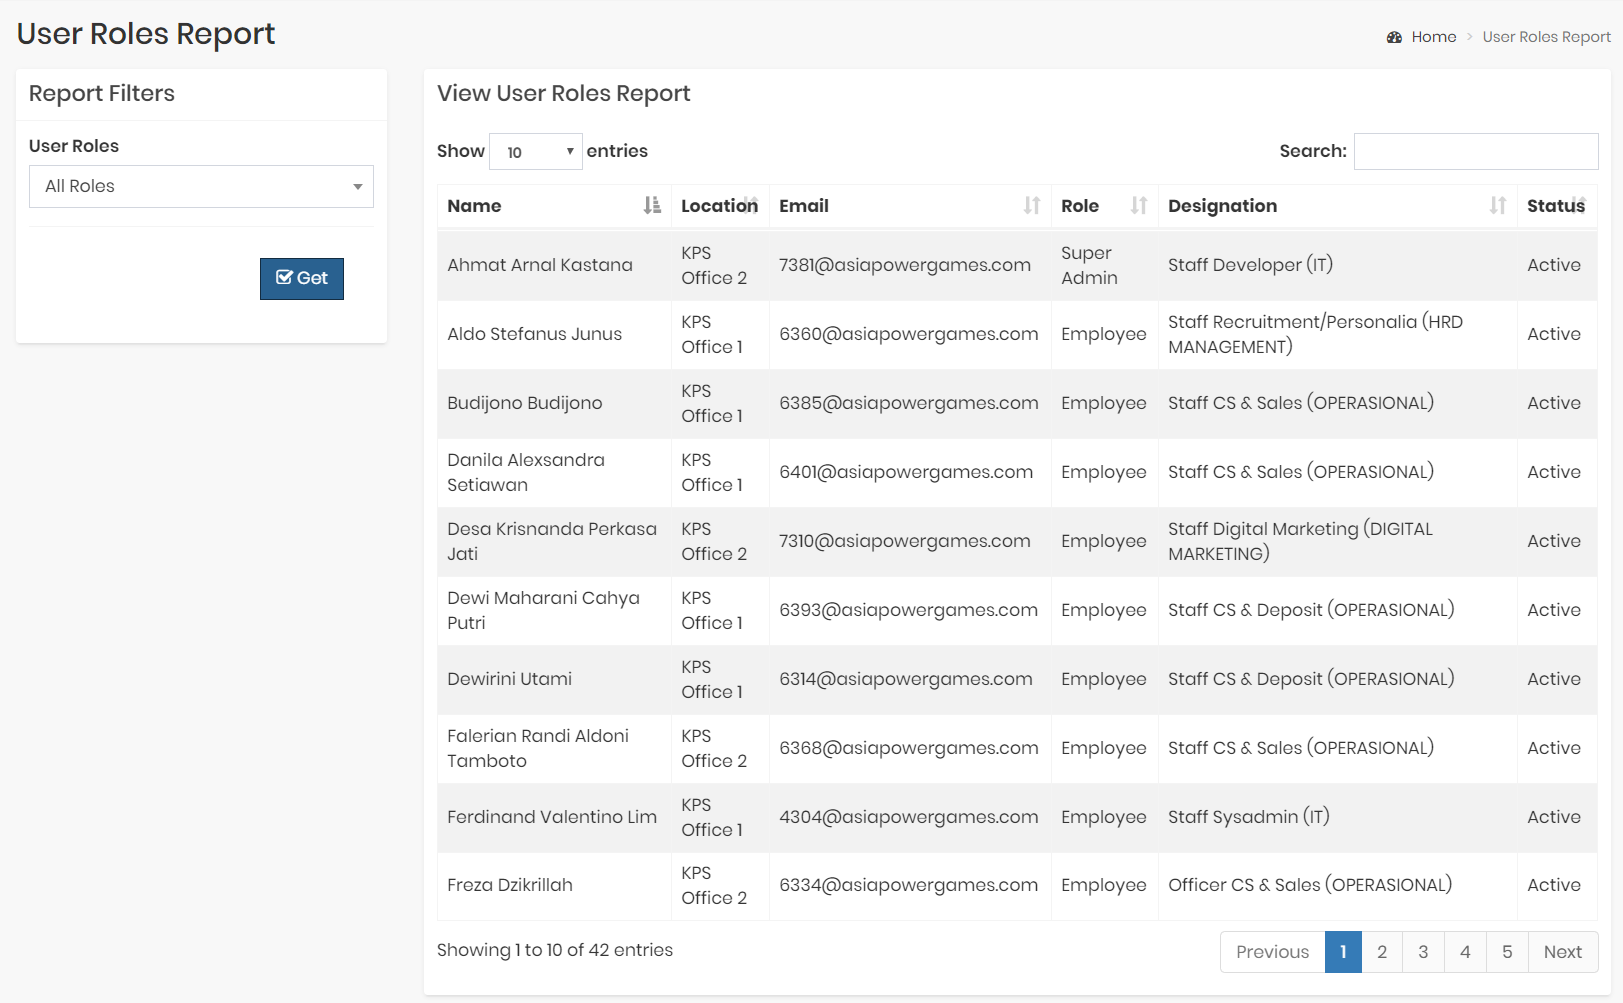 User Roles Report
Home > User Roles Report
Report Filters
User Roles
All Roles
Get
View User Roles Report
Show 10 entries
Search:
Name Location Email Role Designation Status
Ahmat Arnal Kastana KPS Office 2 7381@asiapowergames.com Super Admin Staff Developer (IT) Active
Aldo Stefanus Junus KPS Office 1 6360@asiapowergames.com Employee Staff Recruitment/Personalia (HRD MANAGEMENT) Active
Budijono Budijono KPS Office 1 6385@asiapowergames.com Employee Staff CS & Sales (OPERASIONAL) Active
Danila Alexsandra Setiawan KPS Office 1 6401@asiapowergames.com Employee Staff CS & Sales (OPERASIONAL) Active
Desa Krisnanda Perkasa Jati KPS Office 2 7310@asiapowergames.com Employee Staff Digital Marketing (DIGITAL MARKETING) Active
Dewi Maharani Cahya Putri KPS Office 1 6393@asiapowergames.com Employee Staff CS & Deposit (OPERASIONAL) Active
Dewirini Utami KPS Office 1 6314@asiapowergames.com Employee Staff CS & Deposit (OPERASIONAL) Active
Falerian Randi Aldoni Tamboto KPS Office 2 6368@asiapowergames.com Employee Staff CS & Sales (OPERASIONAL) Active
Ferdinand Valentino Lim KPS Office 1 4304@asiapowergames.com Employee Staff Sysadmin (IT) Active
Freza Dzikrillah KPS Office 2 6334@asiapowergames.com Employee Officer CS & Sales (OPERASIONAL) Active
Showing 1 to 10 of 42 entries
Previous 1 2 3 4 5 Next